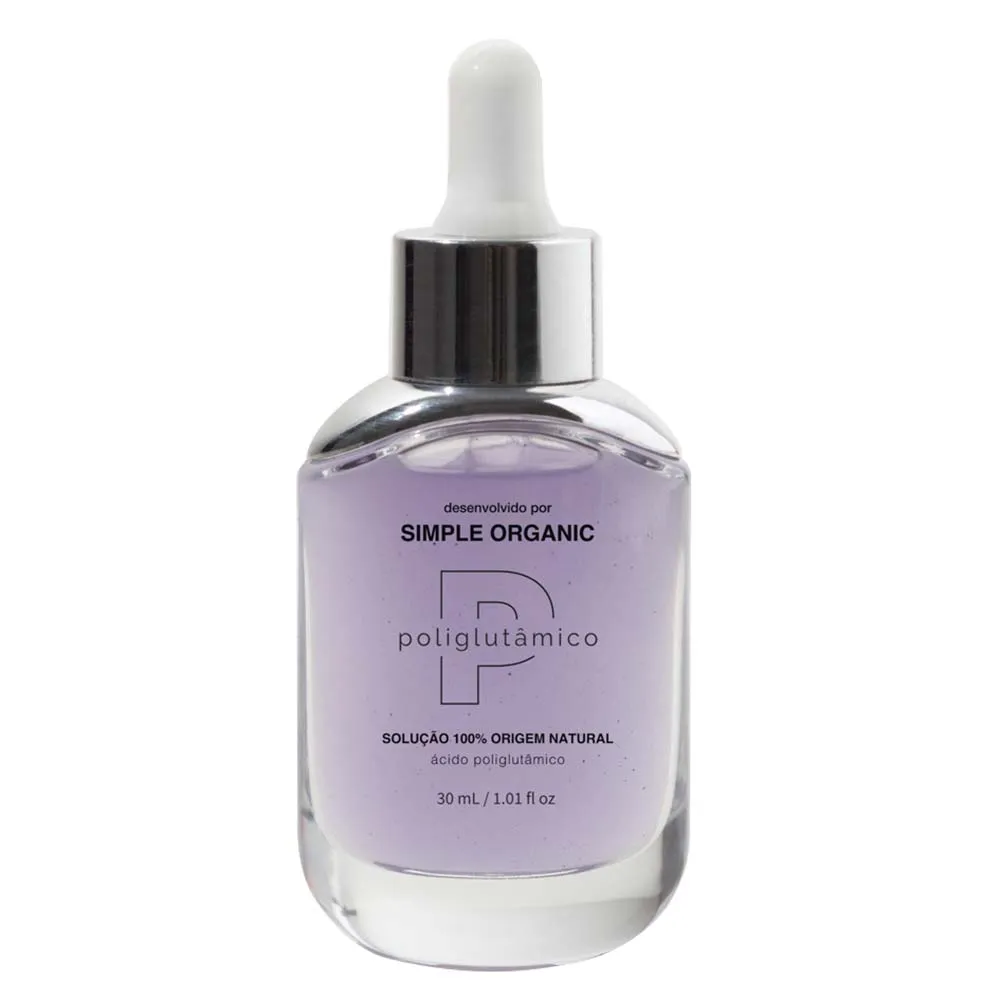 desenvolvido por
SIMPLE ORGANIC
P
poliglutâmico
SOLUÇÃO 100% ORIGEM NATURAL
ácido poliglutâmico
30 mL / 1.01 fl oz